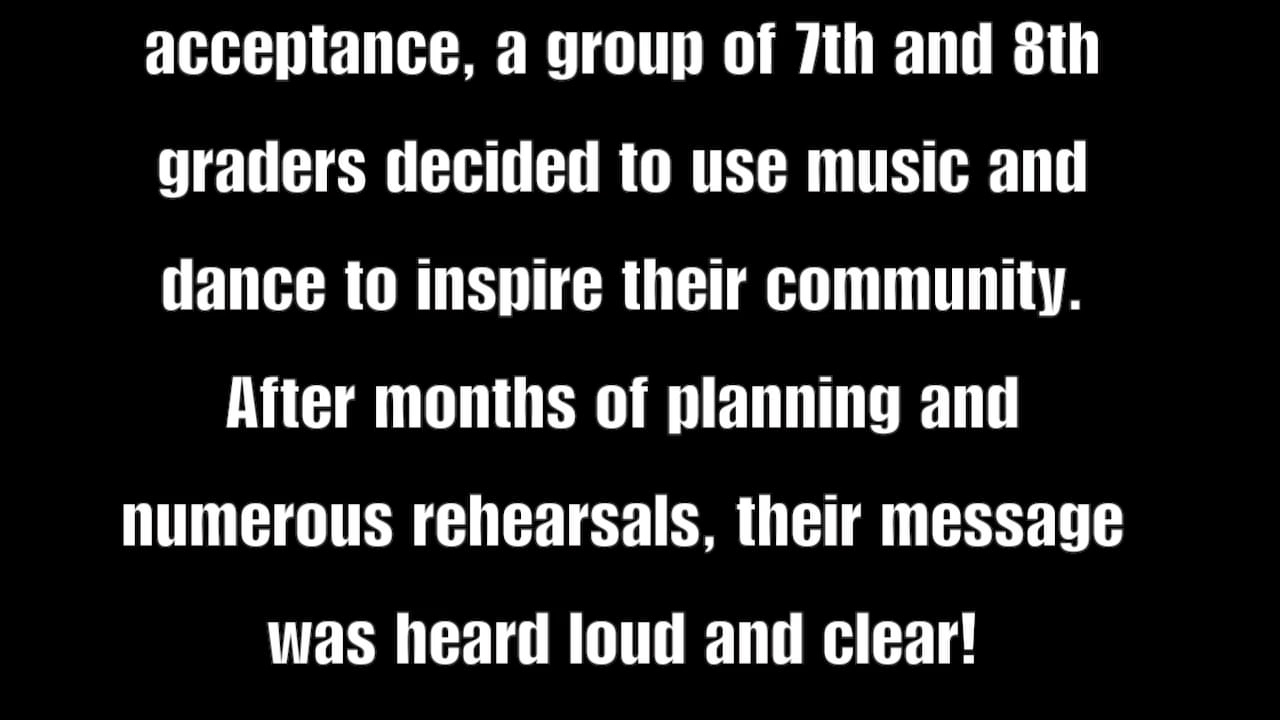 acceptance, a group of 7th and 8th
graders decided to use music and
dance to inspire their community.
After months of planning and
numerous rehearsals, their message
was heard loud and clear!